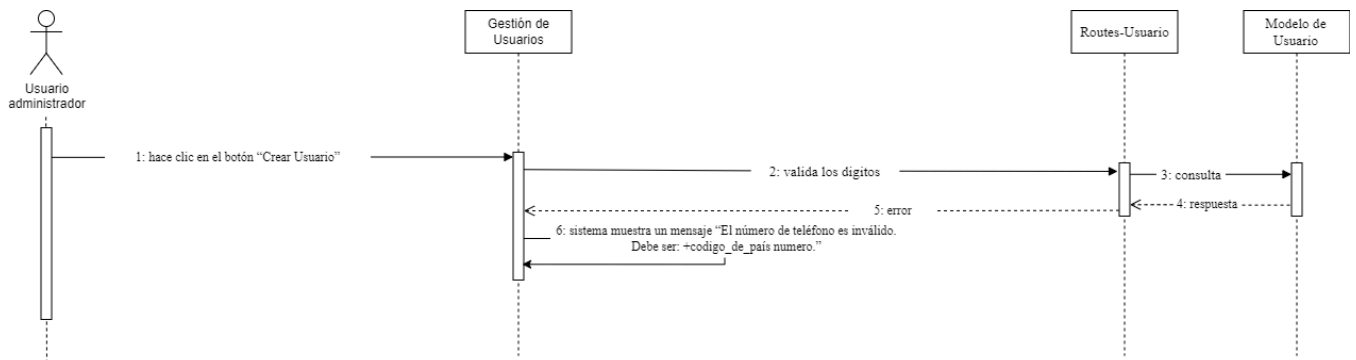 Gestión de
Usuarios
Routes-Usuario
Modelo de
Usuario
Usuario
administrador
1: hace clic en el botón “Crear Usuario”
2: valida los digitos
3: consulta
4: respuesta
5: error
6: sistema muestra un mensaje “El número de teléfono es inválido.
Debe ser: +codigo_de_país numero.”